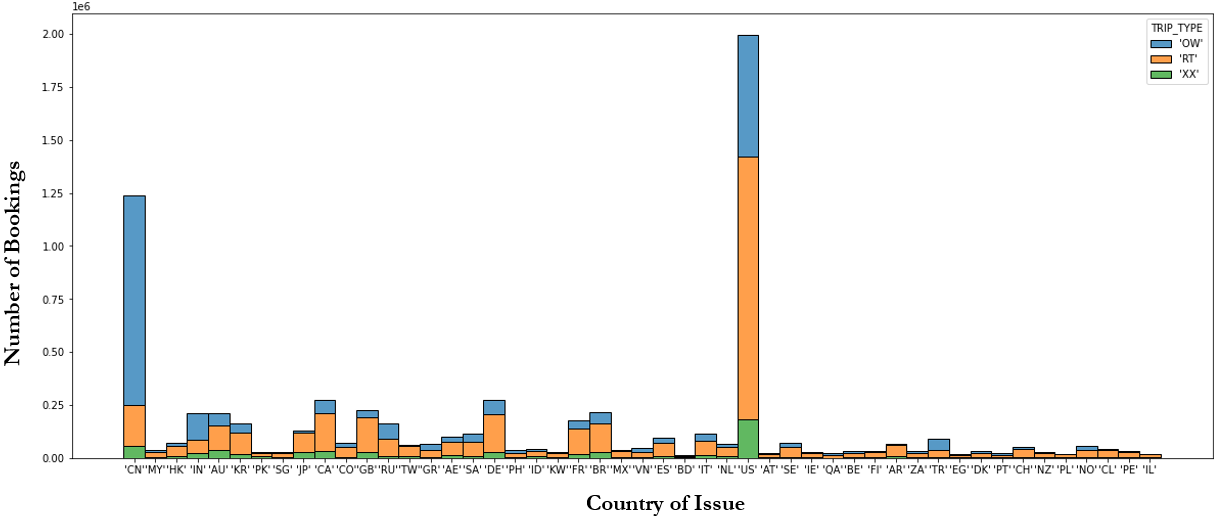 1e6
TRIP_TYPE
'OW'
'RT'
'XX'
2.00
1.75
1.50
1.25
1.00
0.75
0.50
0.25
0.00
Number of Bookings
'CN' 'MY' 'HK' 'IN' 'AU' 'KR' 'PK' 'SG' 'JP' 'CA' 'CO' 'GB' 'RU' 'TW' 'GR' 'AE' 'SA' 'DE' 'PH' 'ID' 'KW' 'FR' 'BR' 'MX' 'VN' 'ES' 'BD' 'IT' 'NL' 'US' 'AT' 'SE' 'IE' 'QA' 'BE' 'FI' 'AR' 'ZA' 'TR' 'EG' 'DK' 'PT' 'CH' 'NZ' 'PL' 'NO' 'CL' 'PE' 'IL'
Country of Issue